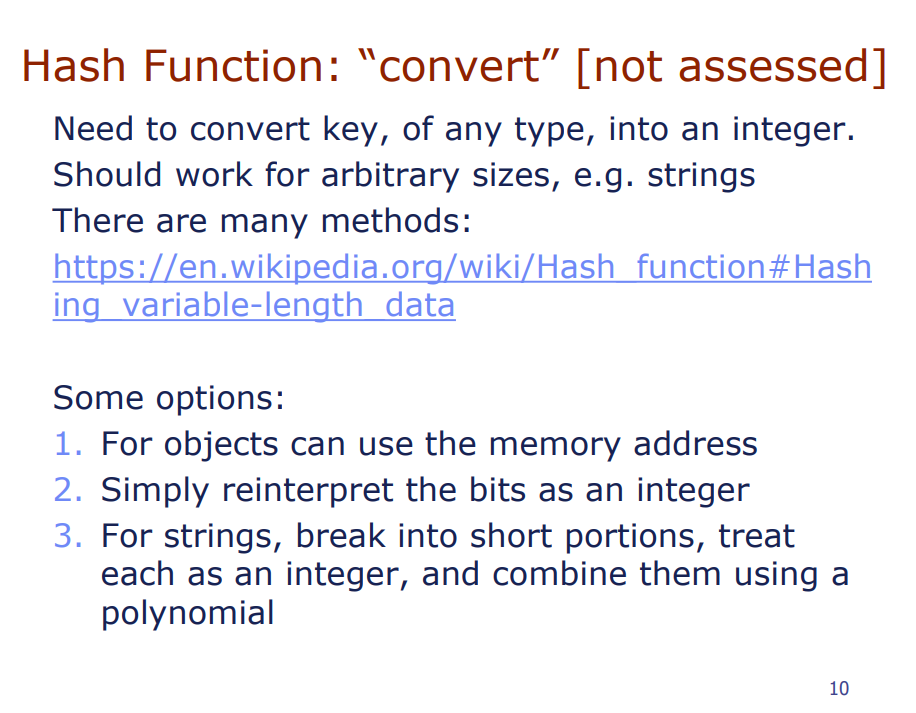 Hash Function: “convert” [not assessed]
Need to convert key, of any type, into an integer.
Should work for arbitrary sizes, e.g. strings
There are many methods:
https://en.wikipedia.org/wiki/Hash_function#Hash
ing_variable-length_data
Some options:
1. For objects can use the memory address
2. Simply reinterpret the bits as an integer
3. For strings, break into short portions, treat
each as an integer, and combine them using a
polynomial
10